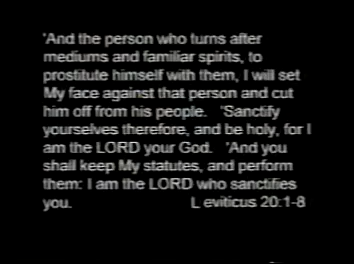 'And the person who turns after
mediums and familiar spirits, to
prostitute himself with them, I will set
My face against that person and cut
him off from his people.   'Sanctify
yourselves therefore, and be holy, for I
am the LORD your God.   'And you
shall keep My statutes, and perform
them: I am the LORD who sanctifies
you.                    L eviticus 20:1-8